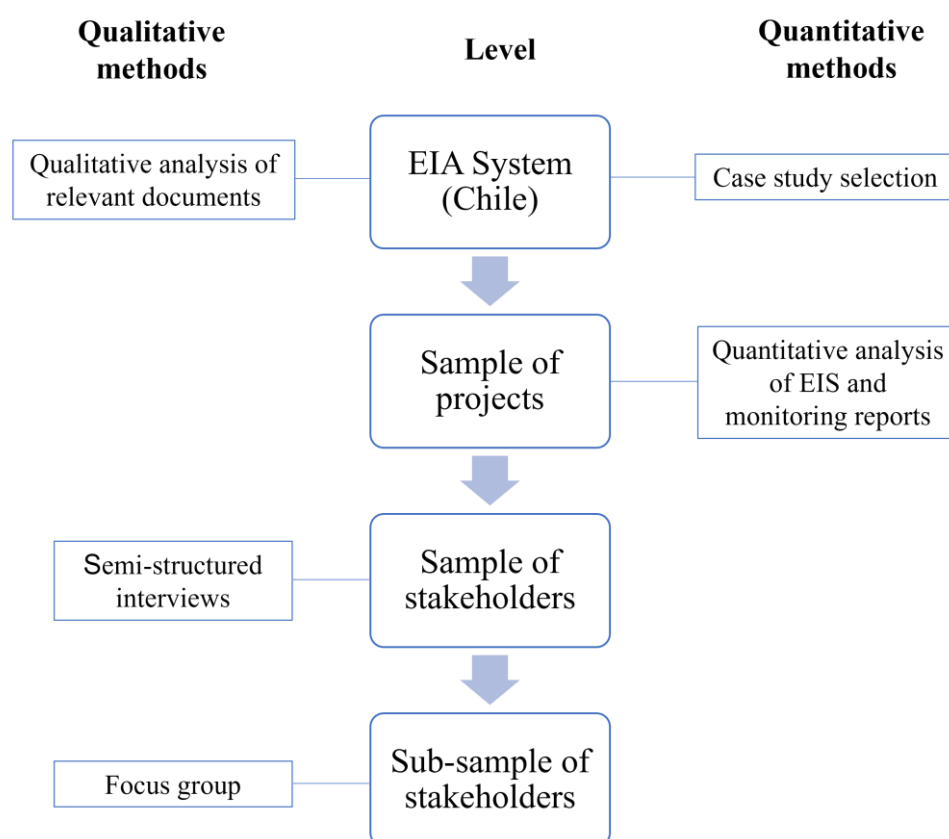 Qualitative
methods
Level
Quantitative
methods
Qualitative analysis of
relevant documents
EIA System
(Chile)
Case study selection
Sample of
projects
Quantitative analysis
of EIS and
monitoring reports
Semi-structured
interviews
Sample of
stakeholders
Focus group
Sub-sample of
stakeholders